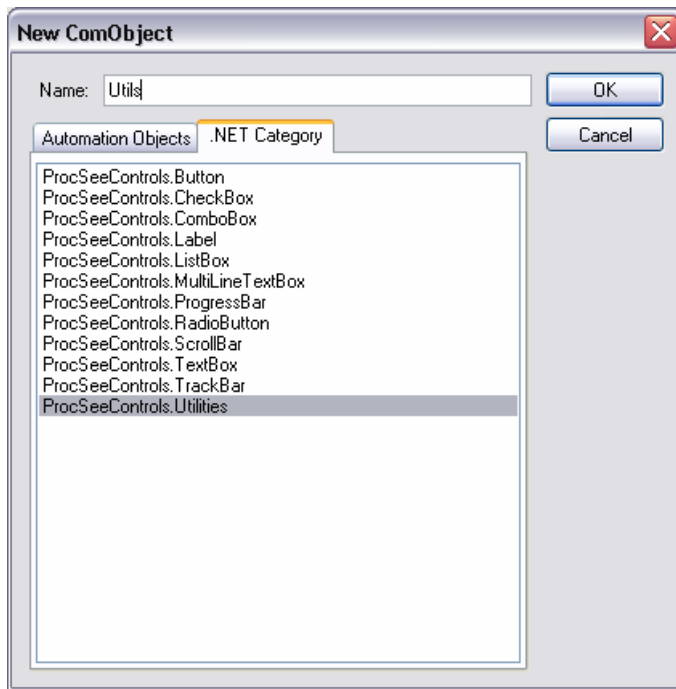 New ComObject
Name: Utils
OK
Automation Objects .NET Category
Cancel
ProcSeeControls.Button
ProcSeeControls.CheckBox
ProcSeeControls.ComboBox
ProcSeeControls.Label
ProcSeeControls.ListBox
ProcSeeControls.MultiLineTextBox
ProcSeeControls.ProgressBar
ProcSeeControls.RadioButton
ProcSeeControls.ScrollBar
ProcSeeControls.TextBox
ProcSeeControls.TrackBar
ProcSeeControls.Utilities